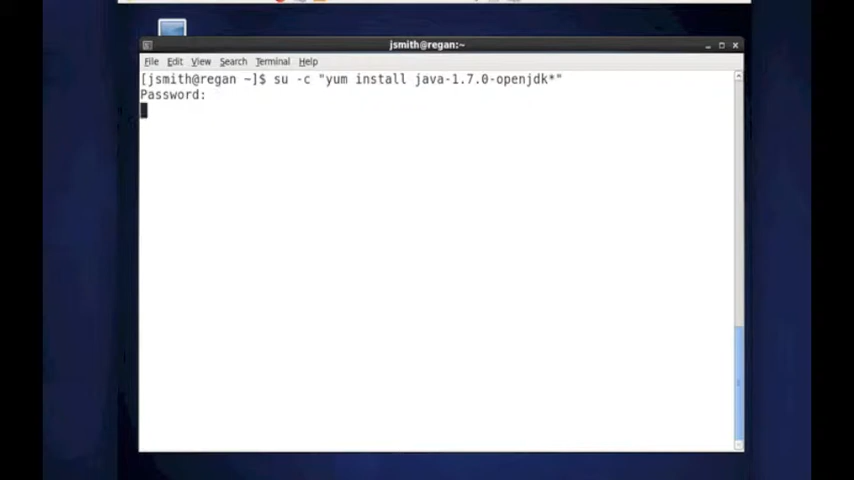 jsmith@regan:~
File Edit View Search Terminal Help
[jsmith@regan ~]$ su -c "yum install java-1.7.0-openjdk*"
Password: